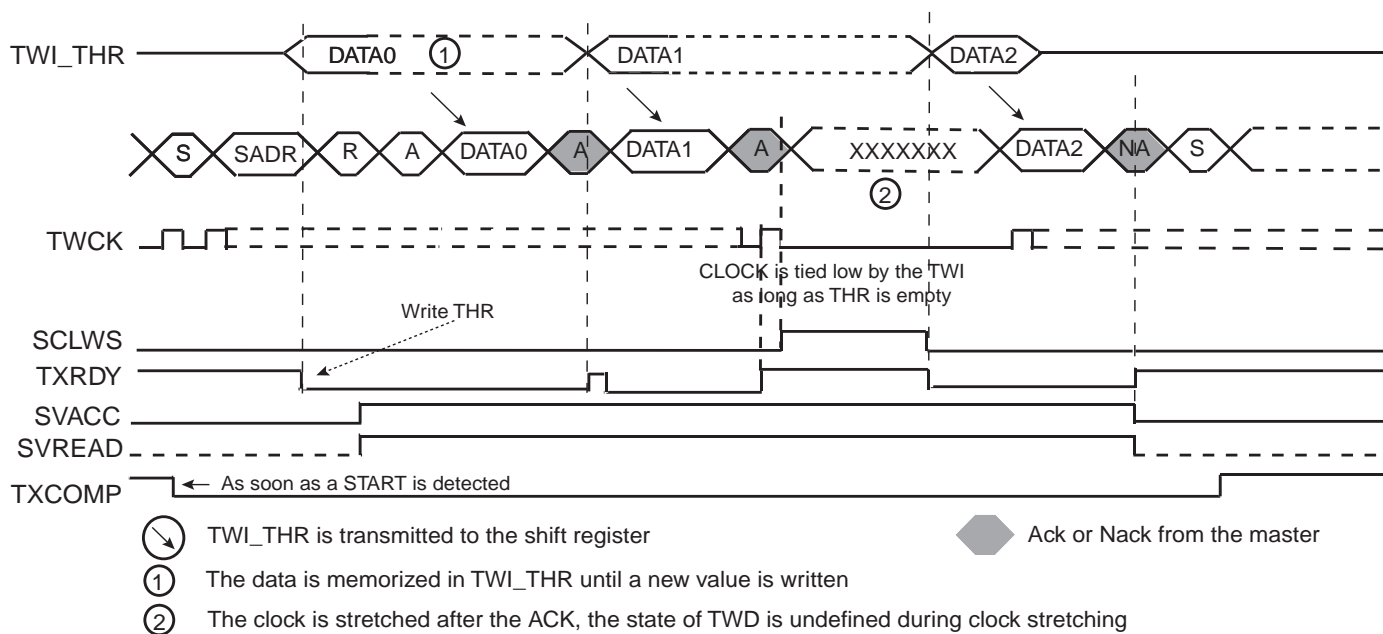 TWI_THR DATA0 1 DATA1 DATA2
S SADR R A DATA0 A DATA1 A XXXXXXX DATA2 NA S
2
TWCK
CLOCK is tied low by the TWI
as long as THR is empty
Write THR
SCLWS
TXRDY
SVACC
SVREAD
TXCOMP As soon as a START is detected
TWI_THR is transmitted to the shift register Ack or Nack from the master
1 The data is memorized in TWI_THR until a new value is written
2 The clock is stretched after the ACK, the state of TWD is undefined during clock stretching